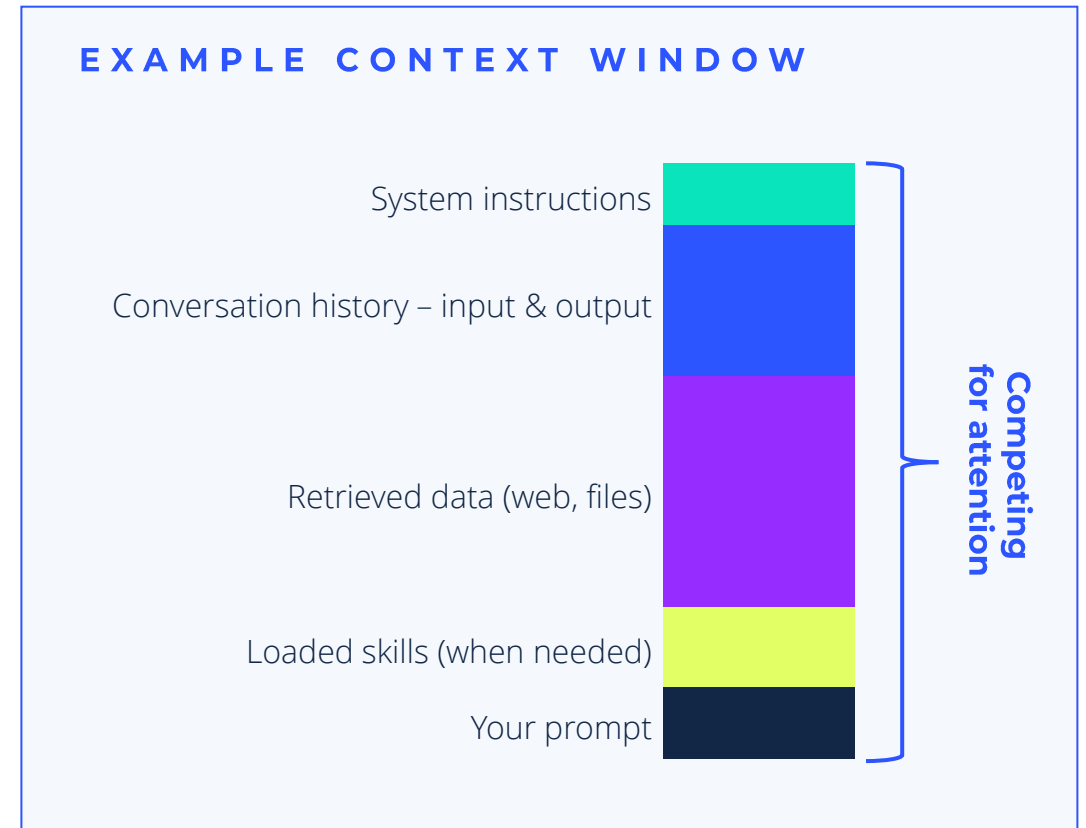 EXAMPLE CONTEXT WINDOW
System instructions
Conversation history – input & output
Retrieved data (web, files)
Loaded skills (when needed)
Your prompt
Competing
for attention